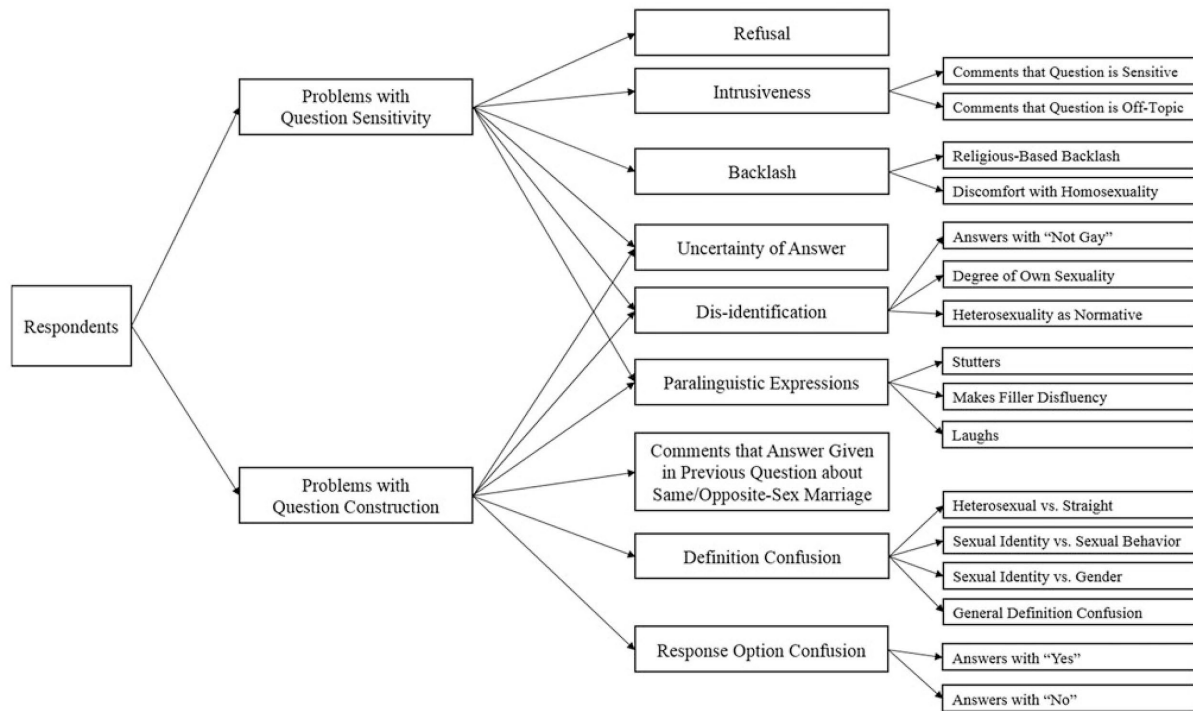 Respondents
Problems with
Question Sensitivity
Problems with
Question Construction
Refusal
Intrusiveness
Backlash
Uncertainty of Answer
Dis-identification
Paralinguistic Expressions
Comments that Answer Given
in Previous Question about
Same/Opposite-Sex Marriage
Definition Confusion
Response Option Confusion
Comments that Question is Sensitive
Comments that Question is Off-Topic
Religious-Based Backlash
Discomfort with Homosexuality
Answers with “Not Gay”
Degree of Own Sexuality
Heterosexuality as Normative
Stutters
Makes Filler Disfluency
Laughs
Heterosexual vs. Straight
Sexual Identity vs. Sexual Behavior
Sexual Identity vs. Gender
General Definition Confusion
Answers with “Yes”
Answers with “No”